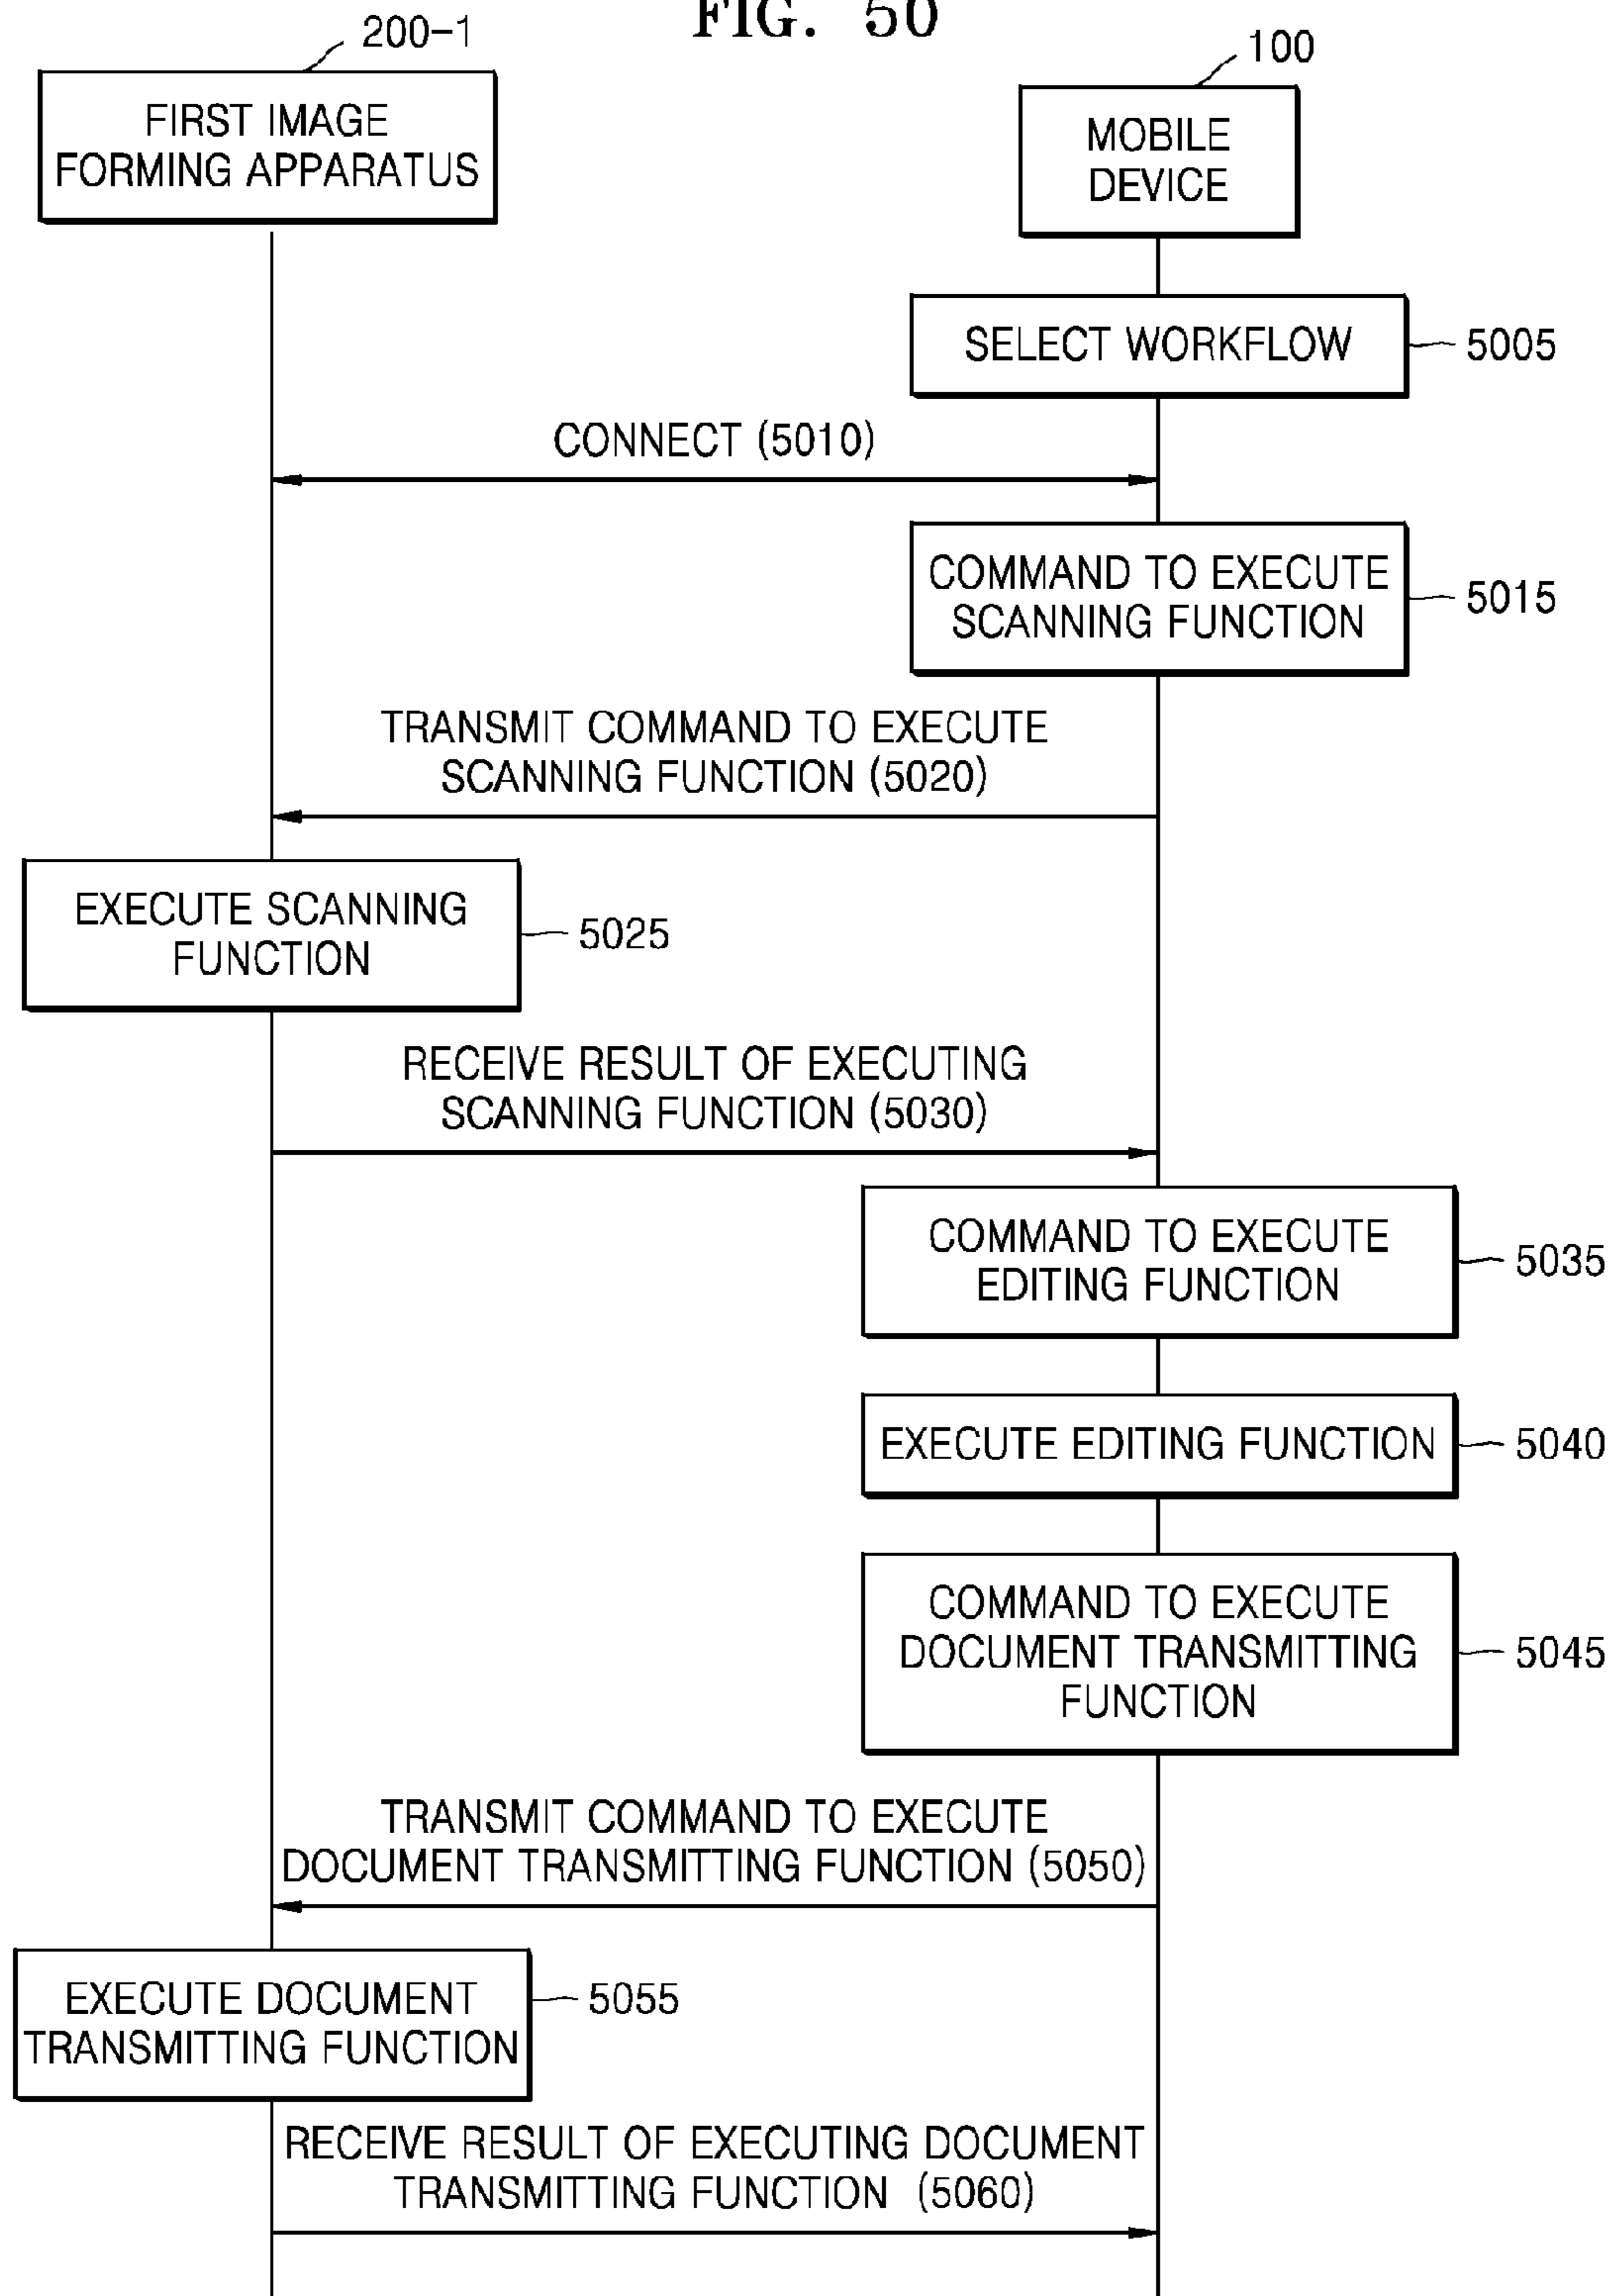 FIG. 50
200-1
100
FIRST IMAGE
FORMING APPARATUS
MOBILE
DEVICE
SELECT WORKFLOW
5005
CONNECT (5010)
COMMAND TO EXECUTE
SCANNING FUNCTION
5015
TRANSMIT COMMAND TO EXECUTE
SCANNING FUNCTION (5020)
EXECUTE SCANNING
FUNCTION
5025
RECEIVE RESULT OF EXECUTING
SCANNING FUNCTION (5030)
COMMAND TO EXECUTE
EDITING FUNCTION
5035
EXECUTE EDITING FUNCTION
5040
COMMAND TO EXECUTE
DOCUMENT TRANSMITTING
FUNCTION
5045
TRANSMIT COMMAND TO EXECUTE
DOCUMENT TRANSMITTING FUNCTION (5050)
EXECUTE DOCUMENT
TRANSMITTING FUNCTION
5055
RECEIVE RESULT OF EXECUTING DOCUMENT
TRANSMITTING FUNCTION (5060)